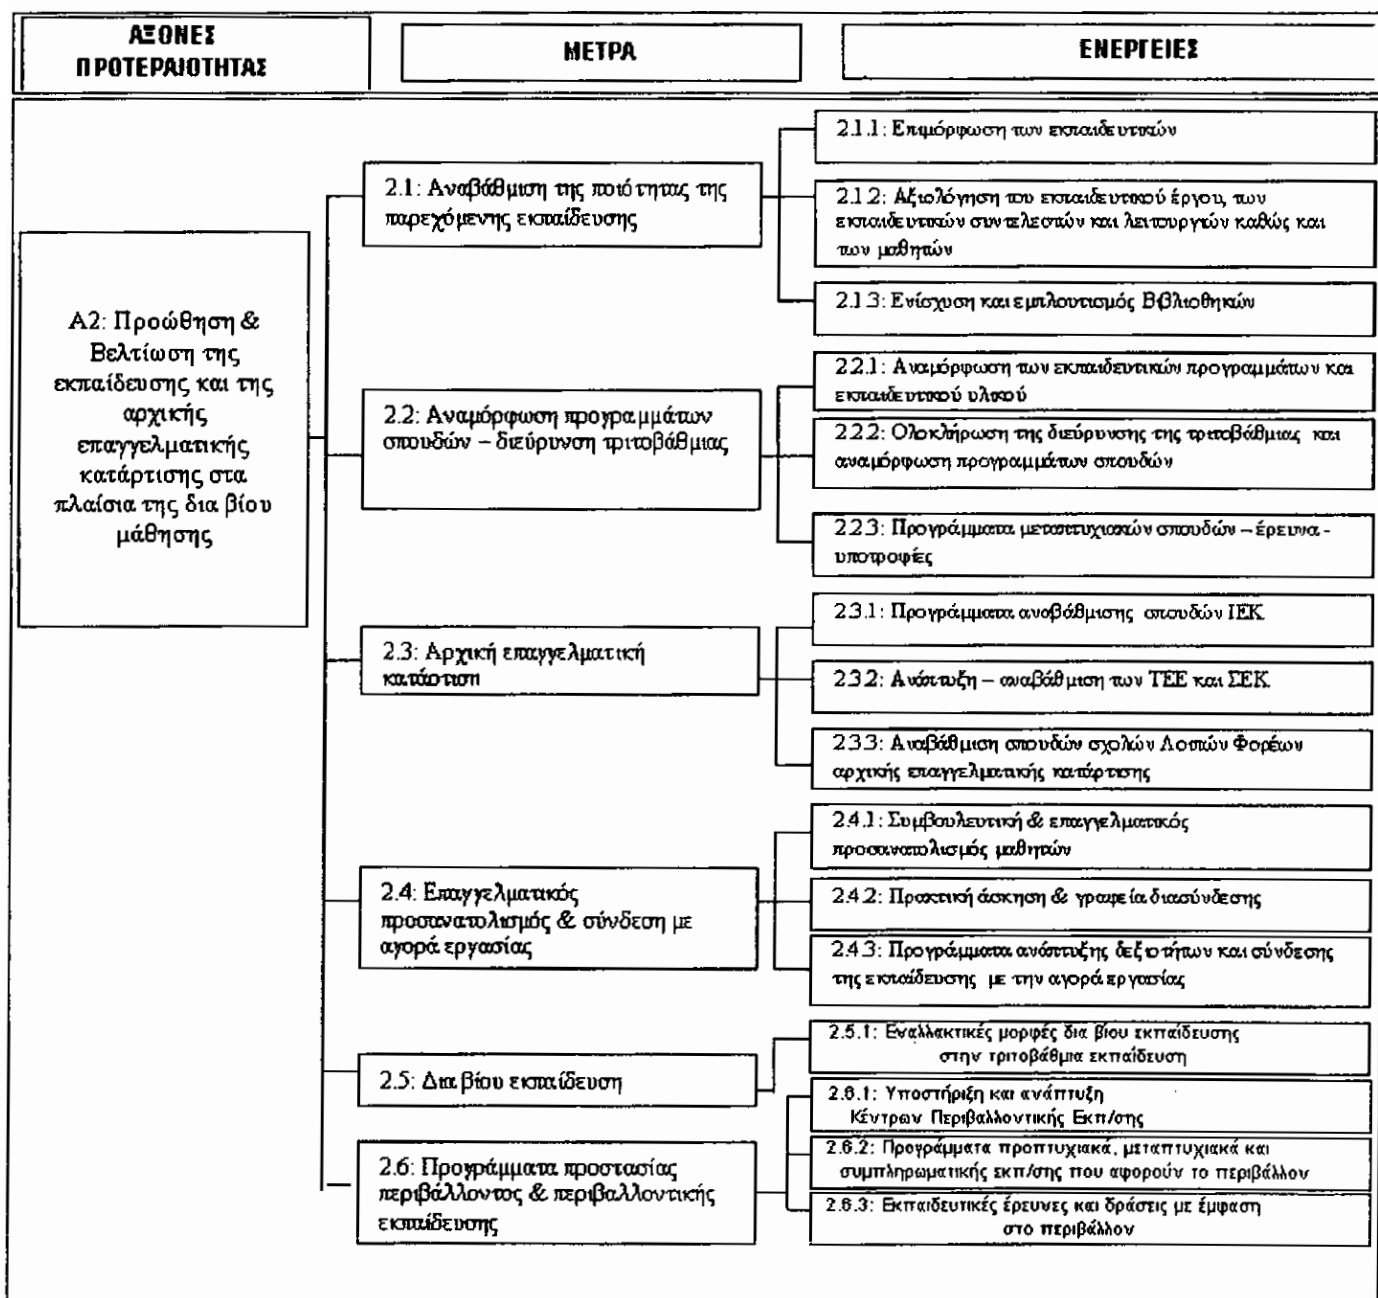 ΑΞΟΝΕΣ
ΠΡΟΤΕΡΑΙΟΤΗΤΑΣ
ΜΕΤΡΑ
ΕΝΕΡΓΕΙΕΣ
Α2: Προώθηση &
Βελτίωση της
εκπαίδευσης και της
αρχικής
επαγγελματικής
κατάρτισης στα
πλαίσια της δια βίου
μάθησης
2.1: Αναβάθμιση της ποιότητας της
παρεχόμενης εκπαίδευσης
2.1.1: Επιμόρφωση των εκπαιδευτικών
2.1.2: Αξιολόγηση του εκπαιδευτικού έργου, των
εκπαιδευτικών συντελεστών και λειτουργιών καθώς και
των μαθητών
2.1.3: Ενίσχυση και εμπλουτισμός Βιβλιοθηκών
2.2: Αναμόρφωση προγραμμάτων
σπουδών – διεύρυνση τριτοβάθμιας
2.2.1: Αναμόρφωση των εκπαιδευτικών προγραμμάτων και
εκπαιδευτικού υλικού
2.2.2: Ολοκλήρωση της διεύρυνσης της τριτοβάθμιας και
αναμόρφωση προγραμμάτων σπουδών
2.2.3: Προγράμματα μεταπτυχιακών σπουδών – έρευνα -
υποτροφίες
2.3: Αρχική επαγγελματική
κατάρτιση
2.3.1: Προγράμματα αναβάθμισης σπουδών ΙΕΚ
2.3.2: Ανάπτυξη – αναβάθμιση των ΤΕΕ και ΣΕΚ
2.3.3: Αναβάθμιση σπουδών σχολών Λοιπών Φορέων
αρχικής επαγγελματικής κατάρτισης
2.4: Επαγγελματικός
προσανατολισμός & σύνδεση με
αγορά εργασίας
2.4.1: Συμβουλευτική & επαγγελματικός
προσανατολισμός μαθητών
2.4.2: Πρακτική άσκηση & γραφεία διασύνδεσης
2.4.3: Προγράμματα ανάπτυξης δεξιοτήτων και σύνδεσης
της εκπαίδευσης με την αγορά εργασίας
2.5: Δια βίου εκπαίδευση
2.5.1: Εναλλακτικές μορφές δια βίου εκπαίδευσης
στην τριτοβάθμια εκπαίδευση
2.6: Προγράμματα προστασίας
περιβάλλοντος & περιβαλλοντικής
εκπαίδευσης
2.6.1: Υποστήριξη και ανάπτυξη
Κέντρων Περιβαλλοντικής Εκπ/σης
2.6.2: Προγράμματα προπτυχιακά, μεταπτυχιακά και
συμπληρωματικής εκπ/σης που αφορούν το περιβάλλον
2.6.3: Εκπαιδευτικές έρευνες και δράσεις με έμφαση
στο περιβάλλον